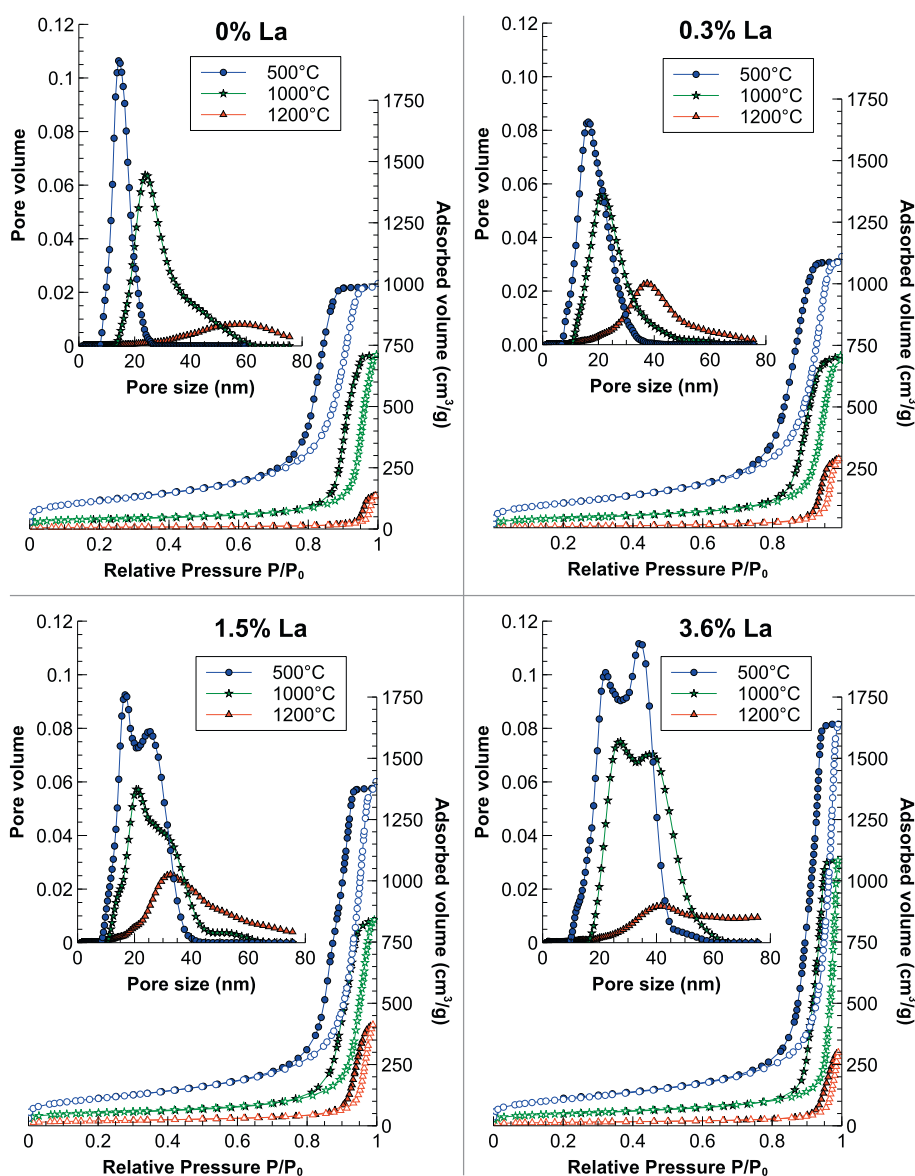 0% La
500°C
1000°C
1200°C
0.12
0.1
0.08
0.06
0.04
0.02
0
Pore volume
0 20 40 60 80
Pore size (nm)
1750
1500
1250
1000
750
500
250
0
Adsorbed volume (cm³/g)
0 0.2 0.4 0.6 0.8 1
Relative Pressure P/P₀
0.3% La
500°C
1000°C
1200°C
0.12
0.10
0.08
0.06
0.04
0.02
0.00
Pore volume
0 20 40 60 80
Pore size (nm)
1750
1500
1250
1000
750
500
250
0
Adsorbed volume (cm³/g)
0.2 0.4 0.6 0.8
Relative Pressure P/P₀
1.5% La
500°C
1000°C
1200°C
0.12
0.1
0.08
0.06
0.04
0.02
0
Pore volume
0 20 40 60 80
Pore size (nm)
1750
1500
1250
1000
750
500
250
0
Adsorbed volume (cm³/g)
0 0.2 0.4 0.6 0.8 1
Relative Pressure P/P₀
3.6% La
500°C
1000°C
1200°C
0.12
0.1
0.08
0.06
0.04
0.02
0
Pore volume
0 20 40 60 80
Pore size (nm)
1750
1500
1250
1000
750
500
250
0
Adsorbed volume (cm³/g)
0 0.2 0.4 0.6 0.8 1
Relative Pressure P/P₀